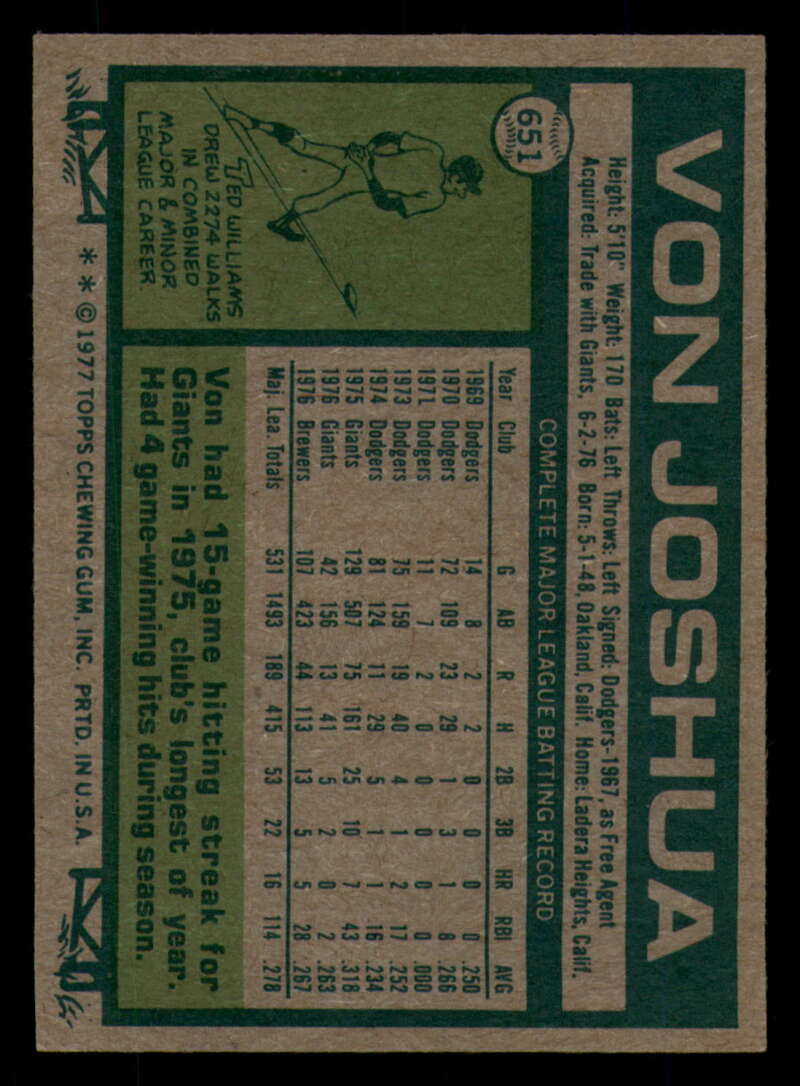 651
VON JOSHUA
Height: 5'10" Weight: 170 Bats: Left Throws: Left Signed: Dodgers-1967, as Free Agent
Acquired: Trade with Giants, 6-2-76 Born: 5-1-48, Oakland, Calif. Home: Ladera Heights, Calif.
COMPLETE MAJOR LEAGUE BATTING RECORD
Year Club G AB R H 2B 3B HR RBI AVG
1969 Dodgers 14 8 2 2 0 0 0 0 .250
1970 Dodgers 72 109 23 29 1 3 1 8 .266
1971 Dodgers 11 7 2 0 0 0 0 0 .000
1973 Dodgers 75 159 19 40 4 1 2 17 .252
1974 Dodgers 81 124 11 29 5 1 1 16 .234
1975 Giants 129 507 75 161 25 10 7 43 .318
1976 Giants 42 156 13 41 5 2 0 2 .263
1976 Brewers 107 423 44 113 13 5 5 28 .267
Maj. Lea. Totals 531 1493 189 415 53 22 16 114 .278
TED WILLIAMS
DREW 2274 WALKS
IN COMBINED
MAJOR & MINOR
LEAGUE CAREER
Von had 15-game hitting streak for
Giants in 1975, club's longest of year.
Had 4 game-winning hits during season.
* * ©1977 TOPPS CHEWING GUM, INC. PRTD. IN U.S.A.